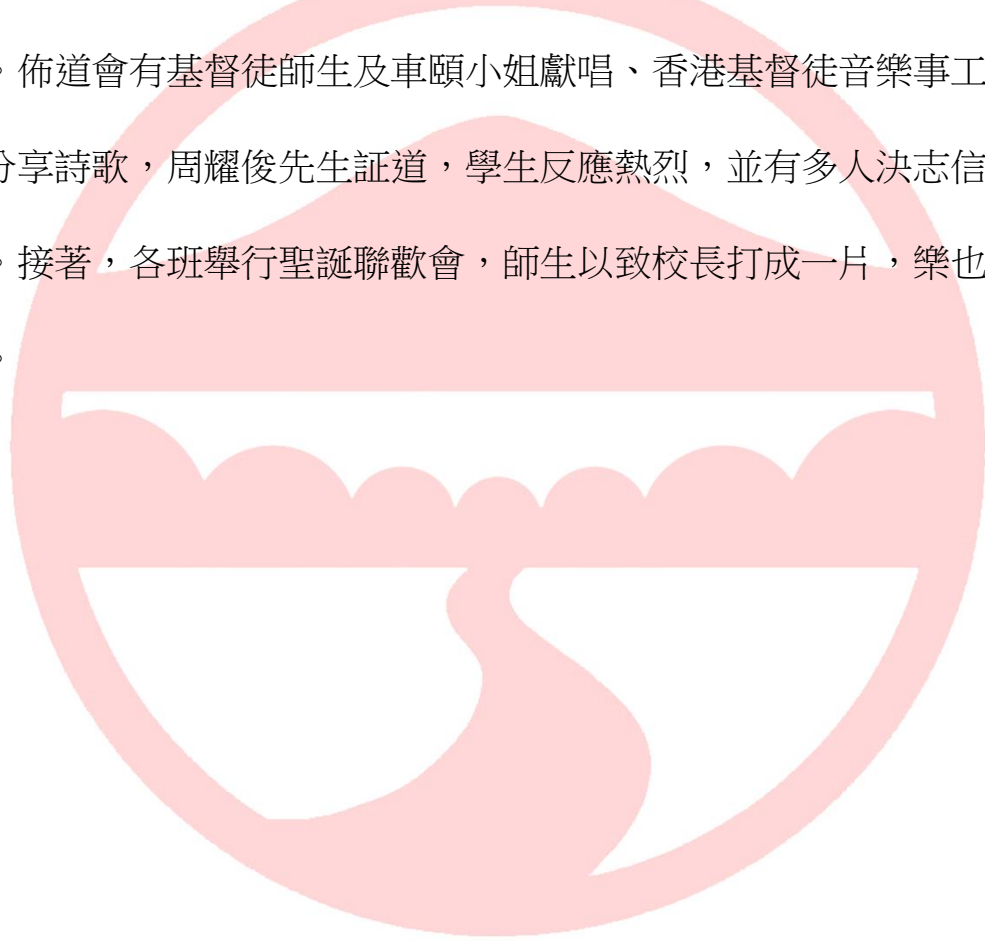 。佈道會有基督徒師生及車頤小姐獻唱、香港基督徒音樂事工
分享詩歌，周耀俊先生証道，學生反應熱烈，並有多人決志信
。接著，各班舉行聖誕聯歡會，師生以致校長打成一片，樂也
。